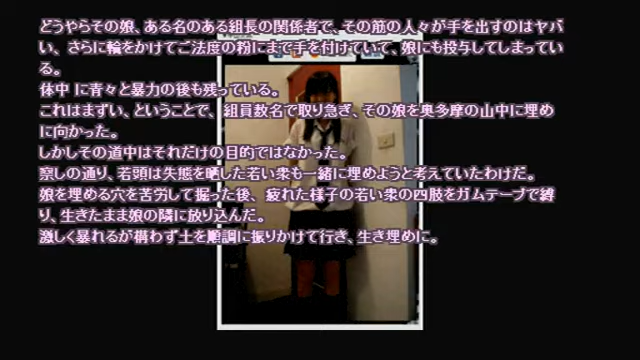 どうやらその娘、ある名のある組長の関係者で、その筋の人々が手を出すのはヤバ
い、さらに輪をかけてご法度の粉にまで手を付けていて、娘にも投与してしまってい
る。
体中 に青々と暴力の後も残っている。
これはまずい、ということで、組員数名で取り急ぎ、その娘を奥多摩の山中に埋め
に向かった。
しかしその道中はそれだけの目的ではなかった。
察しの通り、若頭は失態を晒した若い衆も一緒に埋めようと考えていたわけだ。
娘を埋める穴を苦労して掘った後、疲れた様子の若い衆の四肢をガムテープで縛
り、生きたまま娘の隣に放り込んだ。
激しく暴れるが構わず土を順調に振りかけて行き、生き埋めに。